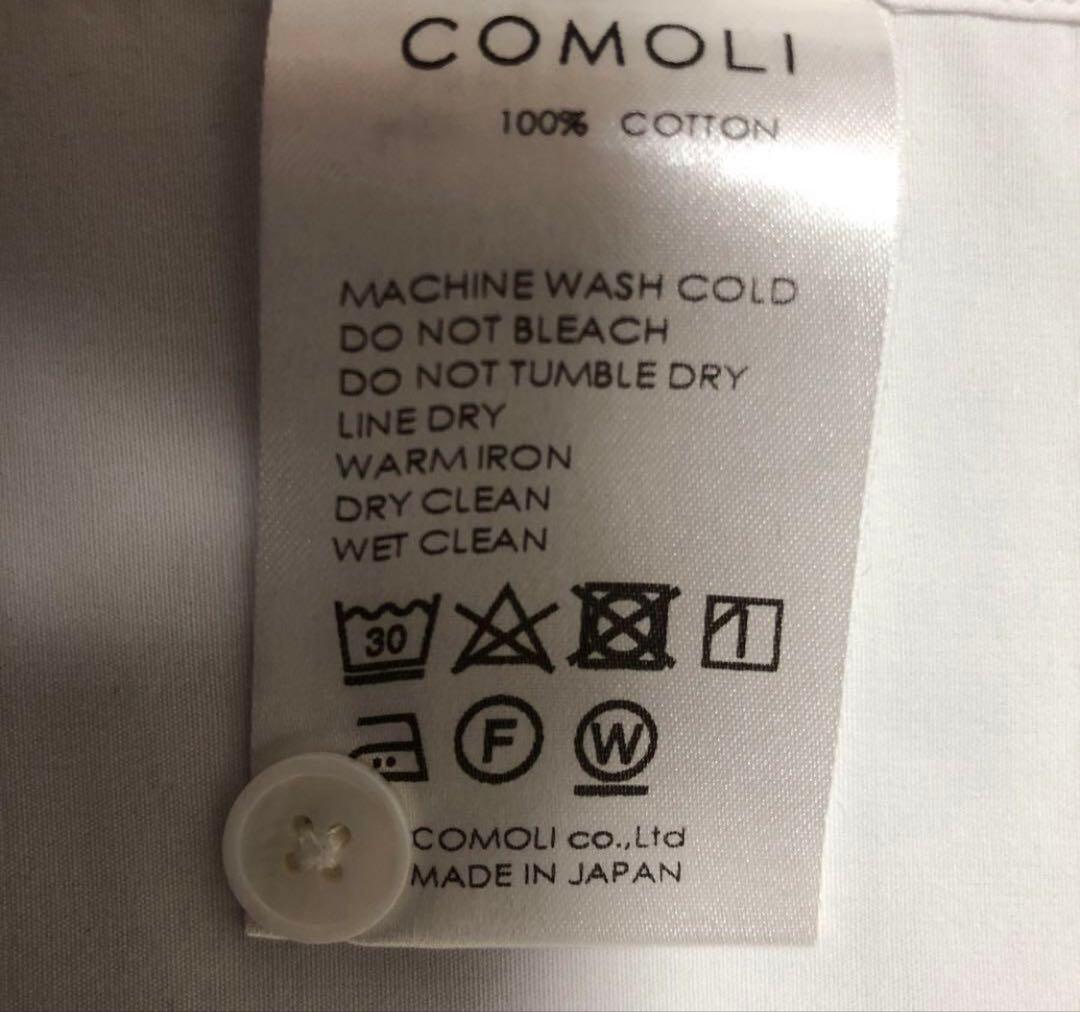 COMOLI
100% COTTON
MACHINE WASH COLD
DO NOT BLEACH
DO NOT TUMBLE DRY
LINE DRY
WARM IRON
DRY CLEAN
WET CLEAN
30
F W
COMOLI co.,Ltd
MADE IN JAPAN